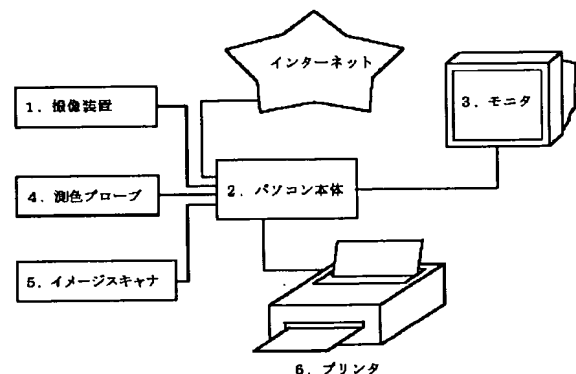 インターネット
1. 撮像装置
3. モニタ
2. パソコン本体
4. 測色プローブ
5. イメージスキャナ
6. プリンタ